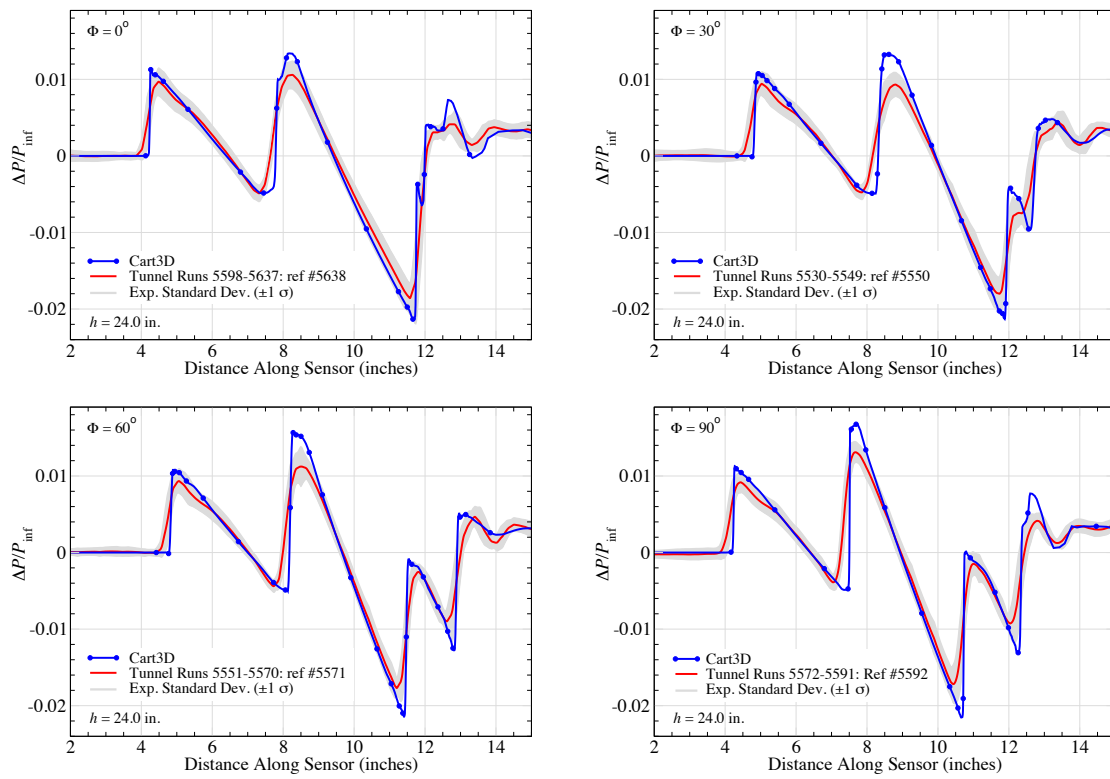 Φ = 0°
ΔP/Pinf
0.01
0
-0.01
-0.02
Cart3D
Tunnel Runs 5598-5637: ref #5638
Exp. Standard Dev. (±1 σ)
h = 24.0 in.
2 4 6 8 10 12 14
Distance Along Sensor (inches)
Φ = 30°
ΔP/Pinf
0.01
0
-0.01
-0.02
Cart3D
Tunnel Runs 5530-5549: ref #5550
Exp. Standard Dev. (±1 σ)
h = 24.0 in.
2 4 6 8 10 12 14
Distance Along Sensor (inches)
Φ = 60°
ΔP/Pinf
0.01
0
-0.01
-0.02
Cart3D
Tunnel Runs 5551-5570: ref #5571
Exp. Standard Dev. (±1 σ)
h = 24.0 in.
2 4 6 8 10 12 14
Distance Along Sensor (inches)
Φ = 90°
ΔP/Pinf
0.01
0
-0.01
-0.02
Cart3D
Tunnel Runs 5572-5591: Ref #5592
Exp. Standard Dev. (±1 σ)
h = 24.0 in.
2 4 6 8 10 12 14
Distance Along Sensor (inches)